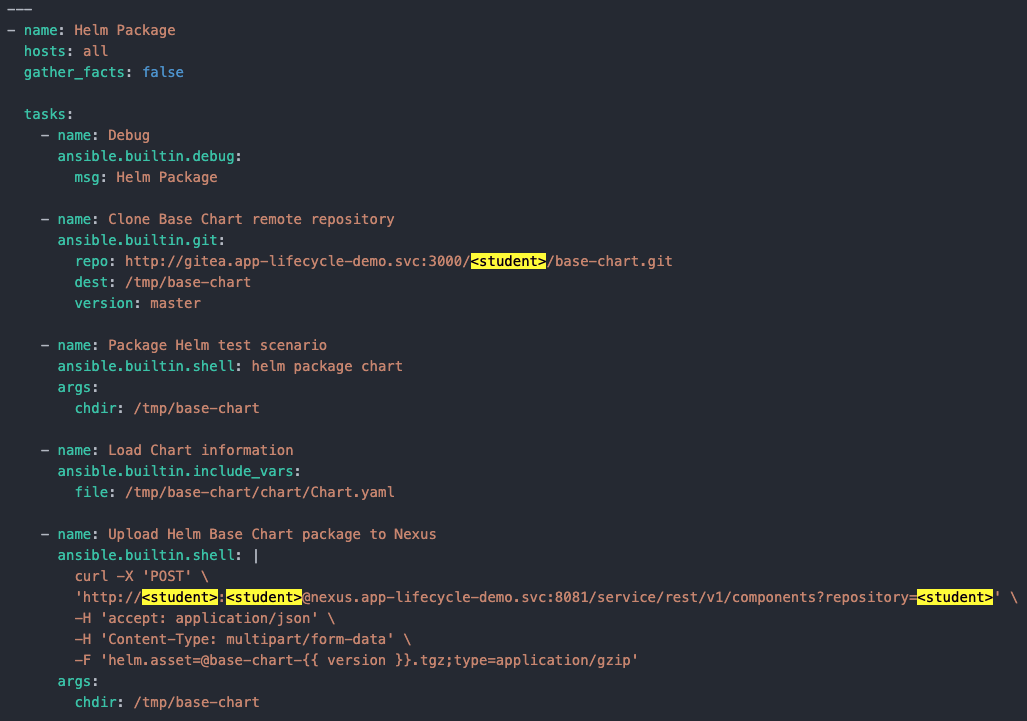 ---
- name: Helm Package
  hosts: all
  gather_facts: false

  tasks:
    - name: Debug
      ansible.builtin.debug:
        msg: Helm Package

    - name: Clone Base Chart remote repository
      ansible.builtin.git:
        repo: http://gitea.app-lifecycle-demo.svc:3000/<student>/base-chart.git
        dest: /tmp/base-chart
        version: master

    - name: Package Helm test scenario
      ansible.builtin.shell: helm package chart
      args:
        chdir: /tmp/base-chart

    - name: Load Chart information
      ansible.builtin.include_vars:
        file: /tmp/base-chart/chart/Chart.yaml

    - name: Upload Helm Base Chart package to Nexus
      ansible.builtin.shell: |
        curl -X 'POST' \
        'http://<student>:<student>@nexus.app-lifecycle-demo.svc:8081/service/rest/v1/components?repository=<student>' \
        -H 'accept: application/json' \
        -H 'Content-Type: multipart/form-data' \
        -F 'helm.asset=@base-chart-{{ version }}.tgz;type=application/gzip'
      args:
        chdir: /tmp/base-chart